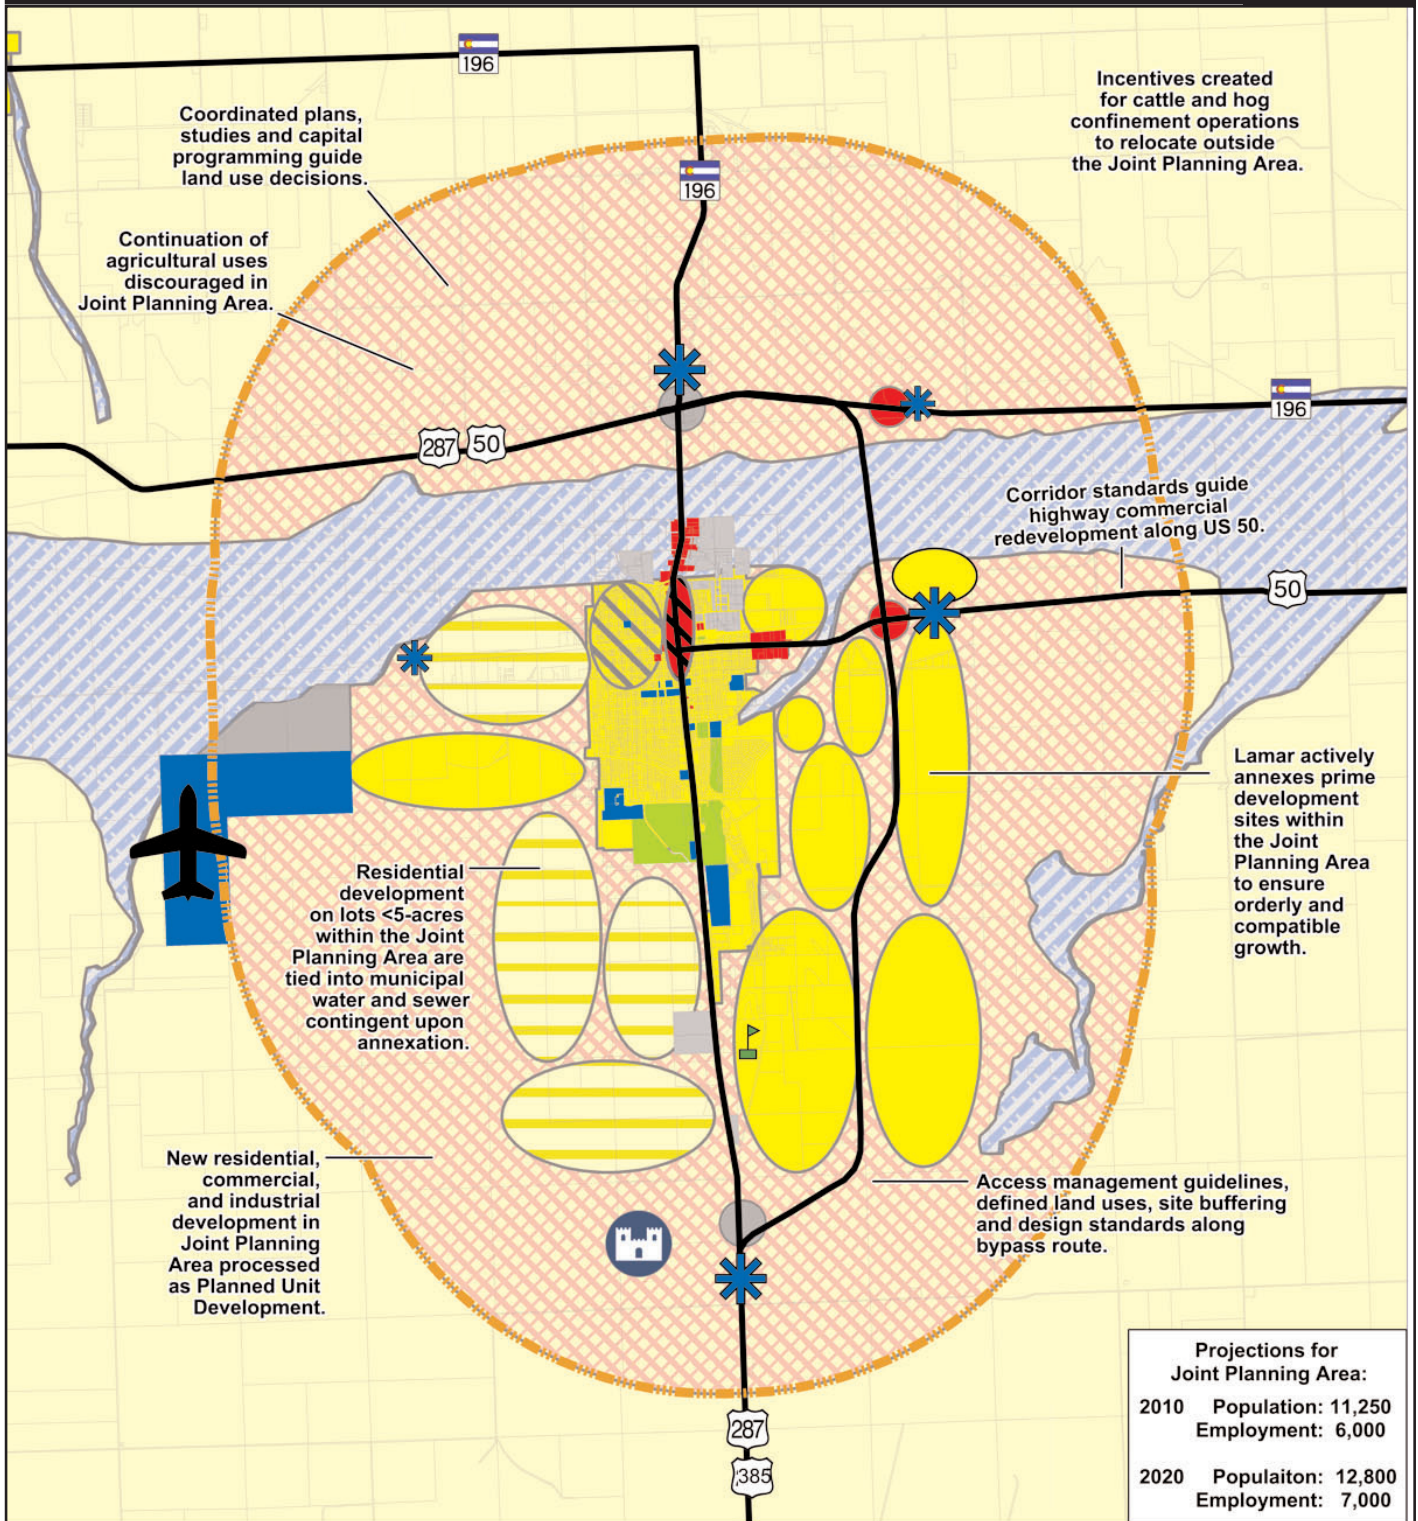 196
Incentives created
for cattle and hog
confinement operations
to relocate outside
the Joint Planning Area.
Coordinated plans,
studies and capital
programming guide
land use decisions.
196
Continuation of
agricultural uses
discouraged in
Joint Planning Area.
196
287 50
Corridor standards guide
highway commercial
redevelopment along US 50.
50
Lamar actively
annexes prime
development
sites within
the Joint
Planning Area
to ensure
orderly and
compatible
growth.
Residential
development
on lots <5-acres
within the Joint
Planning Area are
tied into municipal
water and sewer
contingent upon
annexation.
New residential,
commercial,
and industrial
development in
Joint Planning
Area processed
as Planned Unit
Development.
Access management guidelines,
defined land uses, site buffering
and design standards along
bypass route.
287
385
Projections for
Joint Planning Area:
2010 Population: 11,250
Employment: 6,000
2020 Populaiton: 12,800
Employment: 7,000